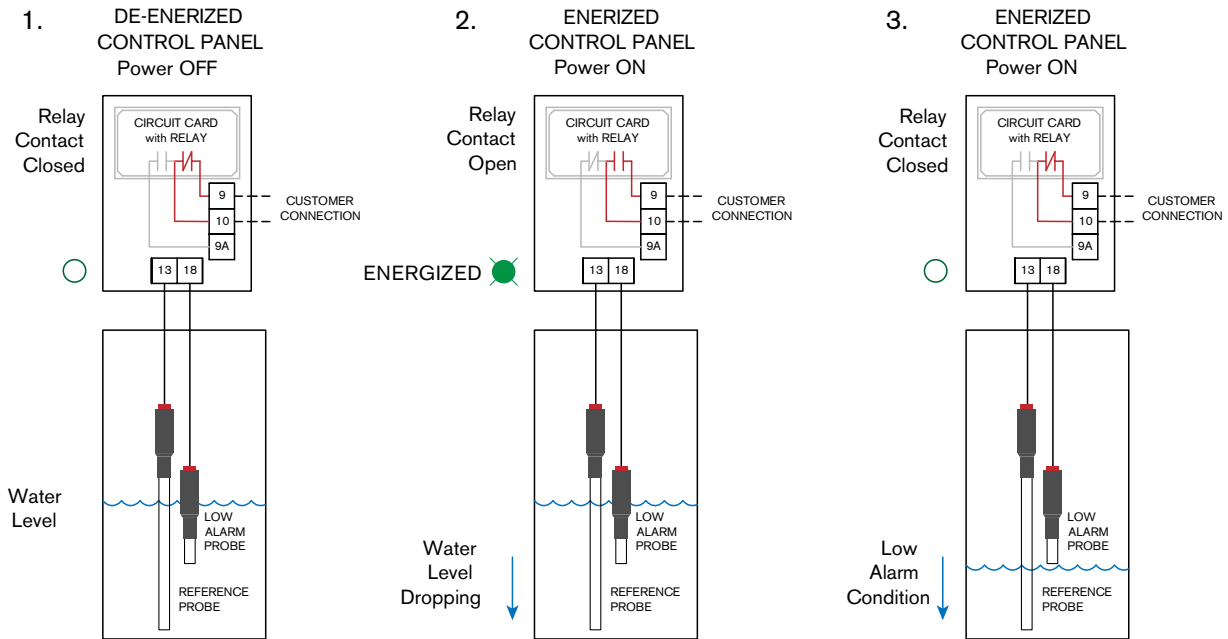 1.
DE-ENERIZED
CONTROL PANEL
Power OFF
Relay
Contact
Closed
CIRCUIT CARD
with RELAY
9
10
9A
CUSTOMER
CONNECTION
13 18
Water
Level
LOW
ALARM
PROBE
REFERENCE
PROBE
2.
ENERIZED
CONTROL PANEL
Power ON
Relay
Contact
Open
CIRCUIT CARD
with RELAY
9
10
9A
CUSTOMER
CONNECTION
ENERGIZED
13 18
Water
Level
Dropping
LOW
ALARM
PROBE
REFERENCE
PROBE
3.
ENERIZED
CONTROL PANEL
Power ON
Relay
Contact
Closed
CIRCUIT CARD
with RELAY
9
10
9A
CUSTOMER
CONNECTION
13 18
Low
Alarm
Condition
LOW
ALARM
PROBE
REFERENCE
PROBE